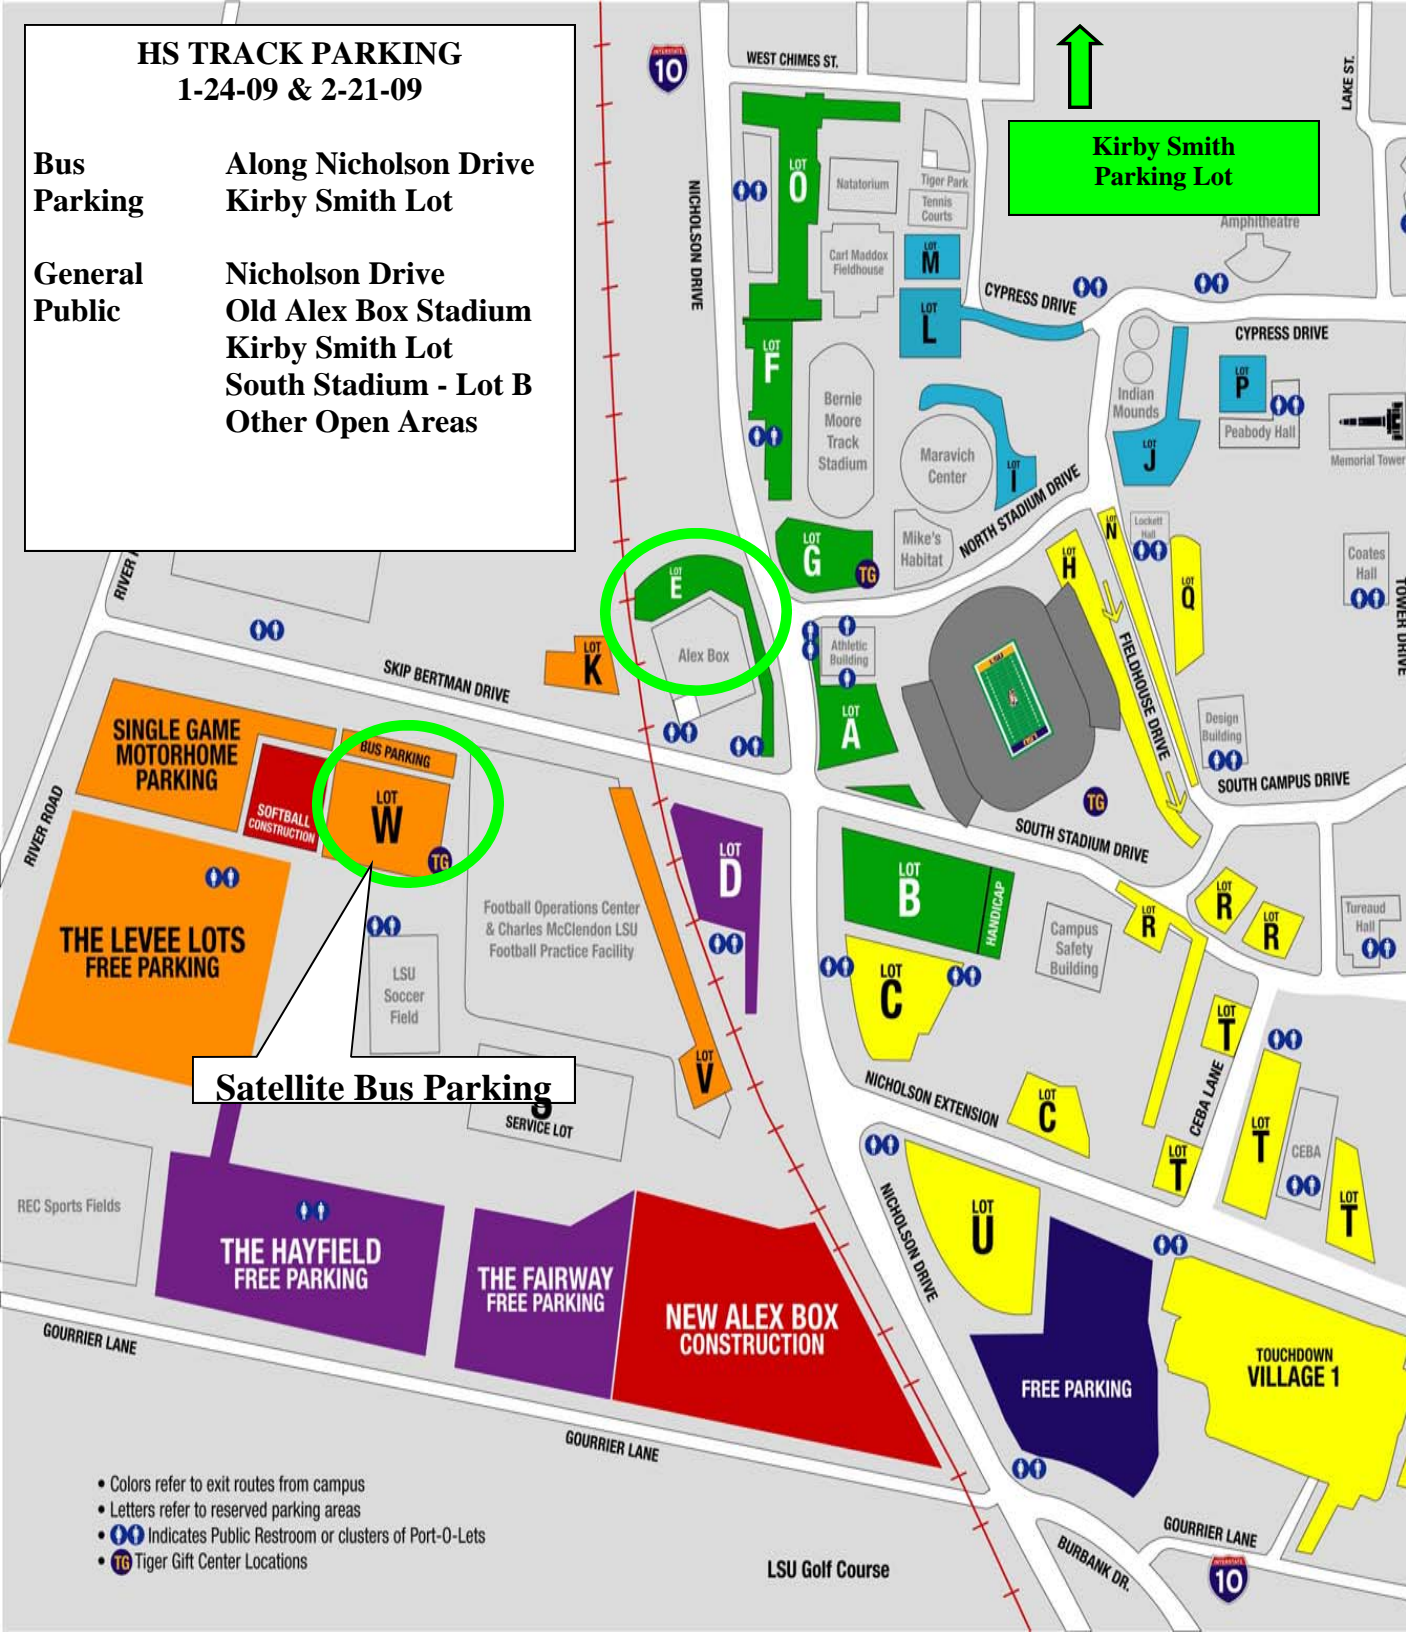 HS TRACK PARKING
1-24-09 & 2-21-09
Bus Along Nicholson Drive
Parking Kirby Smith Lot
General Nicholson Drive
Public Old Alex Box Stadium
Kirby Smith Lot
South Stadium - Lot B
Other Open Areas
INTERSTATE
10
WEST CHIMES ST.
LAKE ST.
Kirby Smith
Parking Lot
Amphitheatre
NICHOLSON DRIVE
LOT
O
Natatorium
Tiger Park
Tennis
Courts
Carl Maddox
Fieldhouse
LOT
M
LOT
L
CYPRESS DRIVE
CYPRESS DRIVE
LOT
F
Bernie
Moore
Track
Stadium
Maravich
Center
LOT
I
Indian
Mounds
LOT
J
LOT
P
Peabody Hall
Memorial Tower
NORTH STADIUM DRIVE
LOT
G
TG
Mike's
Habitat
LOT
H
LOT
N
Lockett
Hall
LOT
Q
Coates
Hall
TOWER DRIVE
RIVER
LOT
E
Alex Box
LOT
K
SKIP BERTMAN DRIVE
Athletic
Building
LOT
A
LSU
FIELDHOUSE DRIVE
Design
Building
SOUTH CAMPUS DRIVE
TG
SOUTH STADIUM DRIVE
SINGLE GAME
MOTORHOME
PARKING
BUS PARKING
SOFTBALL
CONSTRUCTION
LOT
W
TG
RIVER ROAD
THE LEVEE LOTS
FREE PARKING
LSU
Soccer
Field
Football Operations Center
& Charles McClendon LSU
Football Practice Facility
LOT
D
LOT
B
HANDICAP
LOT
C
Campus
Safety
Building
LOT
R
LOT
R
LOT
R
Tureaud
Hall
LOT
V
Satellite Bus Parking
S
SERVICE LOT
NICHOLSON EXTENSION
LOT
C
LOT
T
CEBA LANE
LOT
T
LOT
T
CEBA
LOT
T
REC Sports Fields
THE HAYFIELD
FREE PARKING
THE FAIRWAY
FREE PARKING
NEW ALEX BOX
CONSTRUCTION
NICHOLSON DRIVE
LOT
U
FREE PARKING
TOUCHDOWN
VILLAGE 1
GOURRIER LANE
GOURRIER LANE
GOURRIER LANE
BURBANK DR.
INTERSTATE
10
LSU Golf Course
• Colors refer to exit routes from campus
• Letters refer to reserved parking areas
• Indicates Public Restroom or clusters of Port-O-Lets
• TG Tiger Gift Center Locations